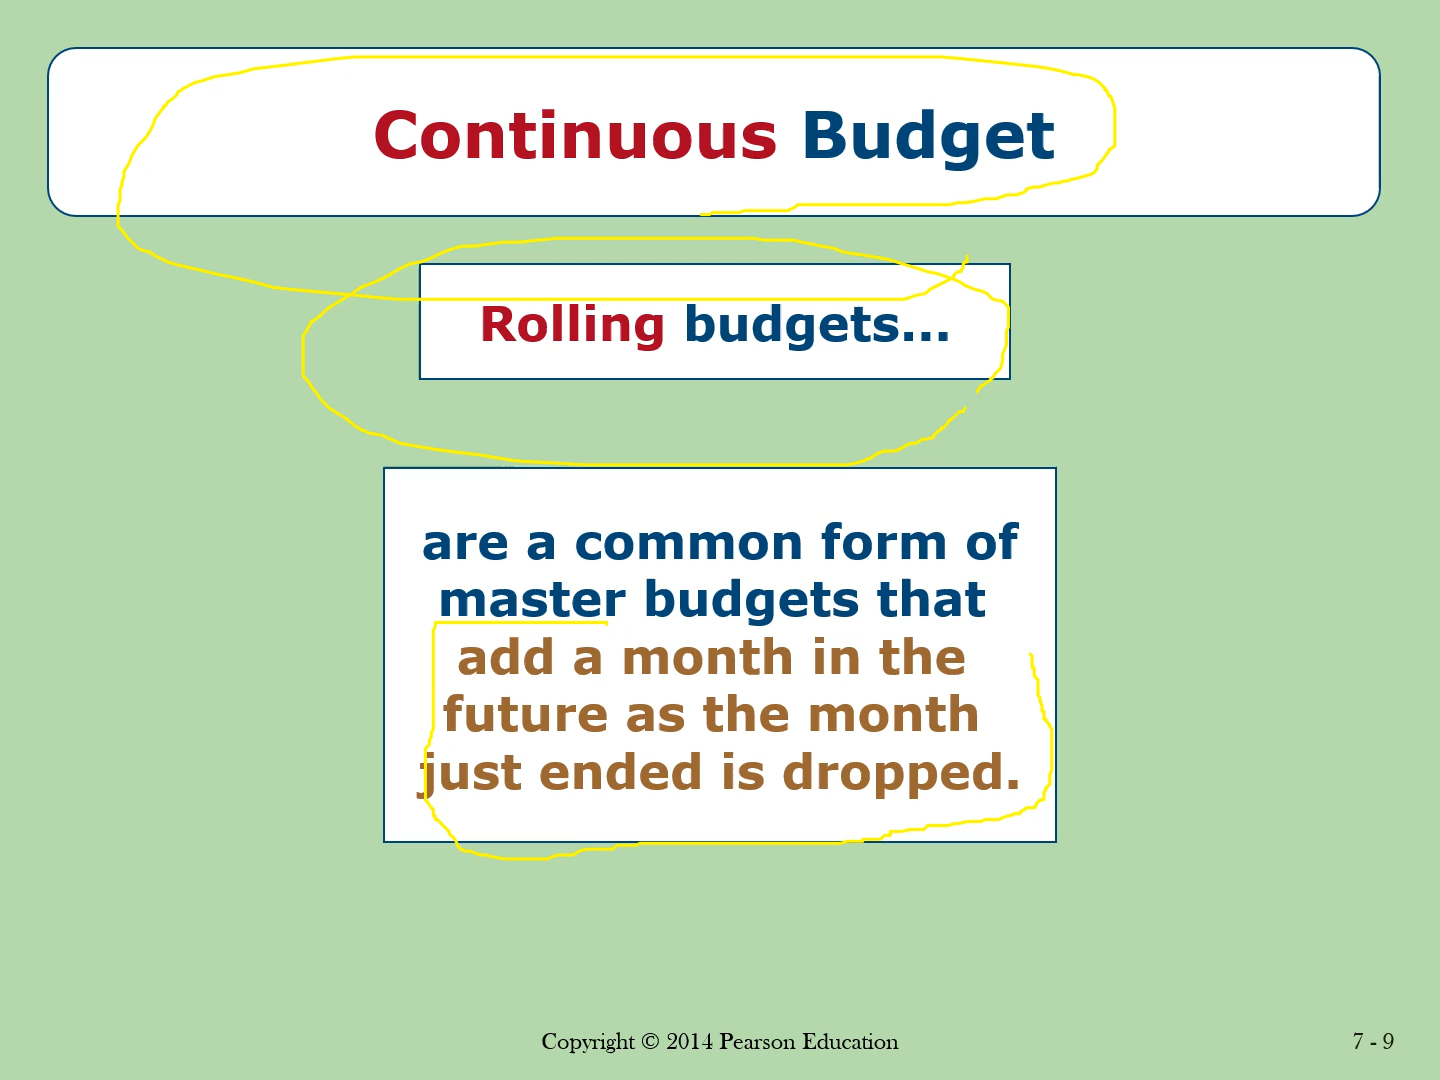 Continuous Budget
Rolling budgets...
are a common form of
master budgets that
add a month in the
future as the month
just ended is dropped.
Copyright © 2014 Pearson Education
7 - 9